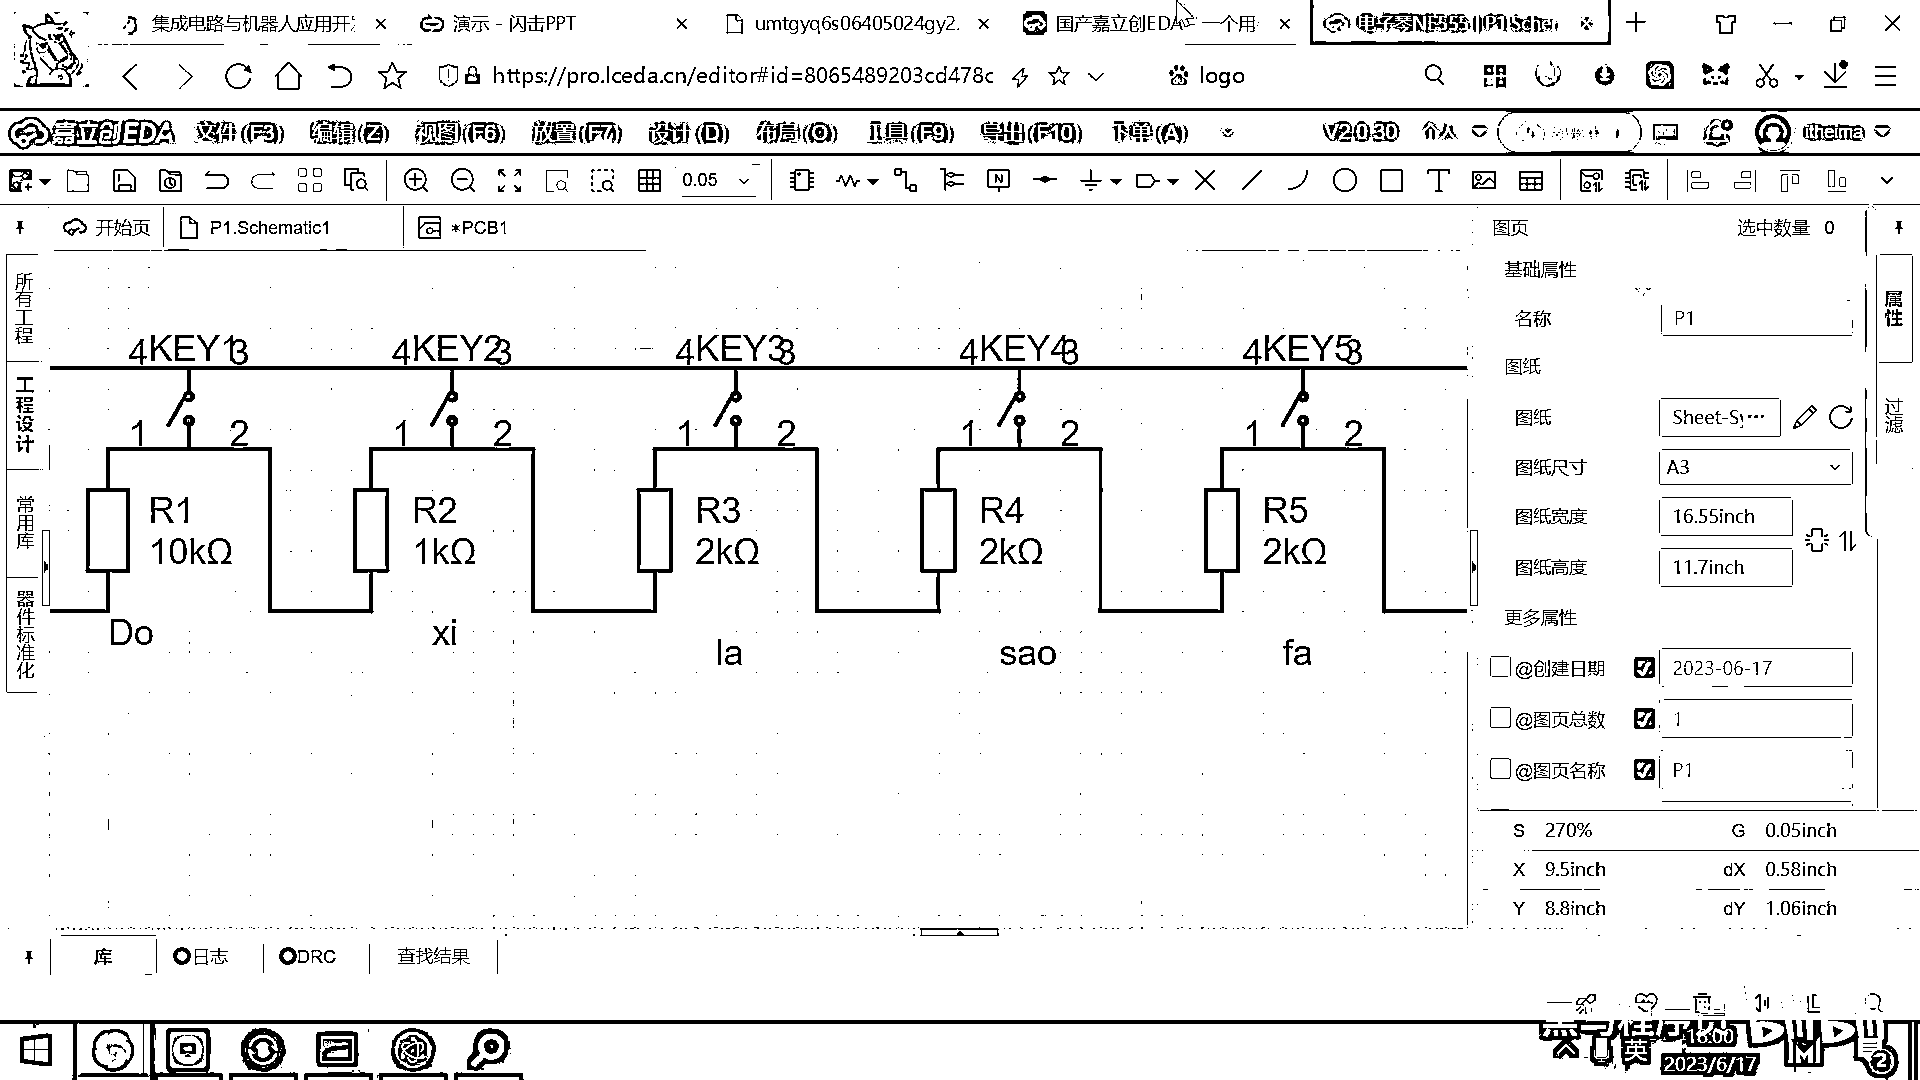 集成电路与机器人应用开发
演示 - 闪击PPT
umtgyq6s06405024gy2.
国产嘉立创EDA 一个用
电子琴NE555 | P1.Schem
https://pro.lceda.cn/editor#id=8065489203cd478c
logo
嘉立创EDA 文件(F3) 编辑(Z) 视图(F6) 放置(F7) 设计(D) 布局(O) 工具(F9) 导出(F10) 下单(A) V2.0.30 个人 itheima
0.05
开始页 P1.Schematic1 *PCB1
所有工程
工程设计
常用库
器件标准化
4KEY1 3 4KEY2 3 4KEY3 3 4KEY4 3 4KEY5 3
1 2 1 2 1 2 1 2 1 2
R1 R2 R3 R4 R5
10kΩ 1kΩ 2kΩ 2kΩ 2kΩ
Do xi la sao fa
图页 选中数量 0
基础属性
名称 P1
图纸
图纸 Sheet-Sy···
图纸尺寸 A3
图纸宽度 16.55inch
图纸高度 11.7inch
更多属性
@创建日期 2023-06-17
@图页总数 1
@图页名称 P1
属性
过滤
S 270% G 0.05inch
X 9.5inch dX 0.58inch
Y 8.8inch dY 1.06inch
库 日志 DRC 查找结果
英
16:00
2023/6/17
2